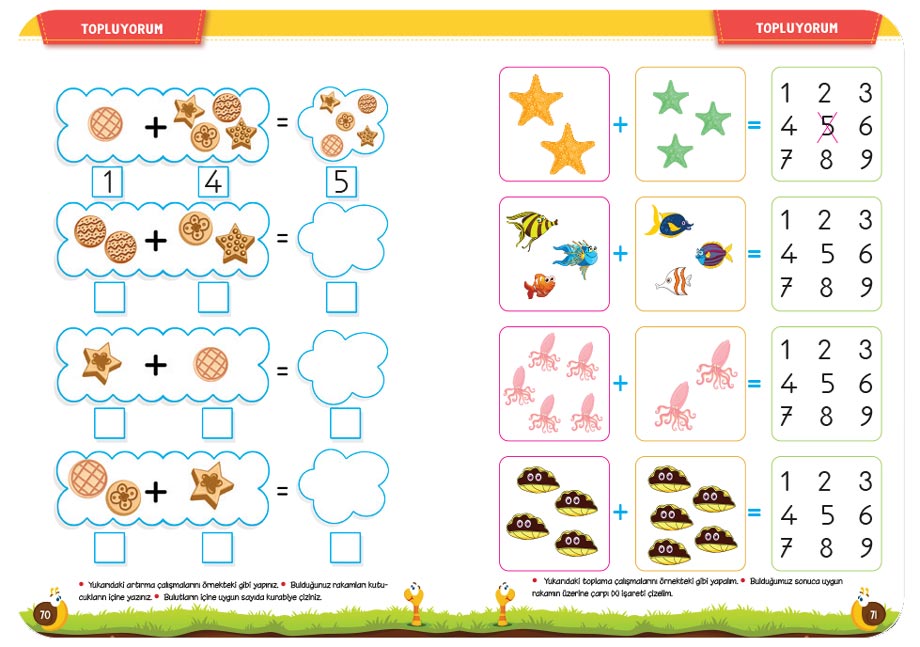 TOPLUYORUM
+ =
1 4 5
+ =
+ =
+ =
• Yukarıdaki artırma çalışmalarını örnekteki gibi yapınız. • Bulduğunuz rakamları kutu-
cukların içine yazınız. • Bulutların içine uygun sayıda kurabiye çiziniz.
70
TOPLUYORUM
1 2 3
+ = 4 5 6
7 8 9
1 2 3
+ = 4 5 6
7 8 9
1 2 3
+ = 4 5 6
7 8 9
1 2 3
+ = 4 5 6
7 8 9
• Yukarıdaki toplama çalışmalarını örnekteki gibi yapalım. • Bulduğumuz sonuca uygun
rakamın üzerine çarpı (X) işareti çizelim.
71